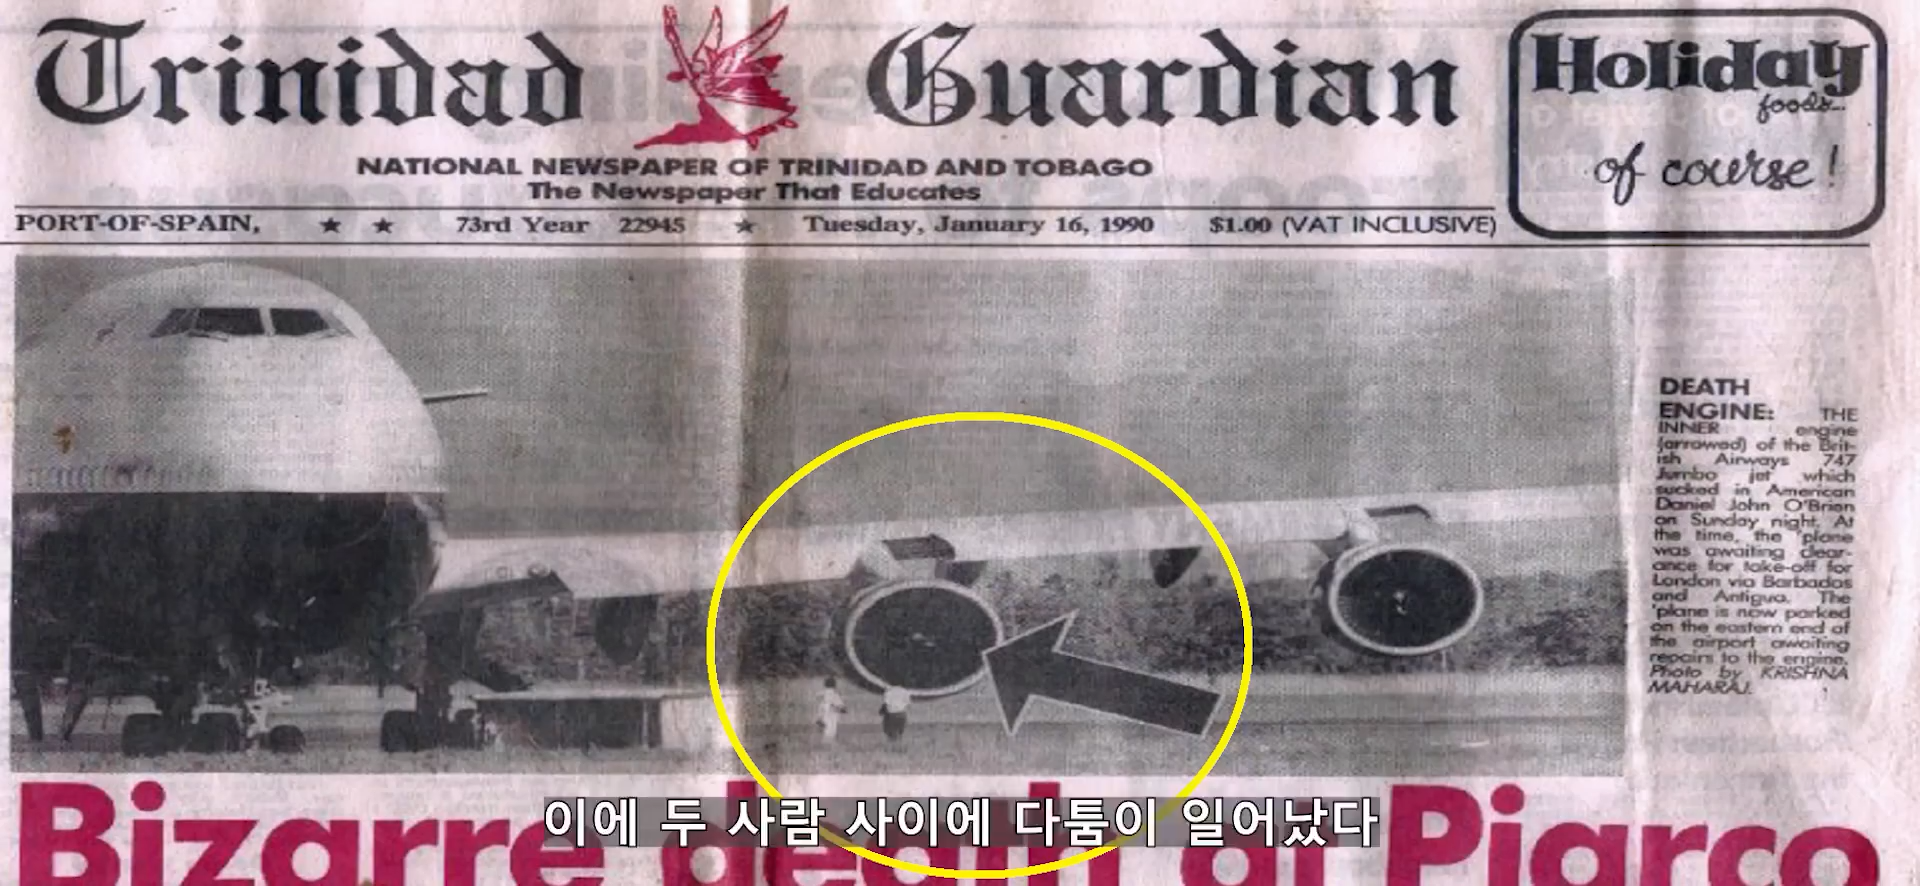 Trinidad Guardian
Holiday
foods...
of course!
NATIONAL NEWSPAPER OF TRINIDAD AND TOBAGO
The Newspaper That Educates
PORT-OF-SPAIN, ★ ★ 73rd Year 22945 ★ Tuesday, January 16, 1990 $1.00 (VAT INCLUSIVE)
DEATH
ENGINE: THE
INNER engine
(arrowed) of the Brit-
ish Airways 747
Jumbo jet which
sucked in American
Daniel John O'Brian
on Sunday night. At
the time, the 'plane
was awaiting clear-
ance for take-off for
London via Barbados
and Antigua. The
'plane is now parked
on the eastern end of
the airport awaiting
repairs to the engine.
Photo by KRISHNA
MAHARAJ.
Bizarre death at Piarco
이에 두 사람 사이에 다툼이 일어났다